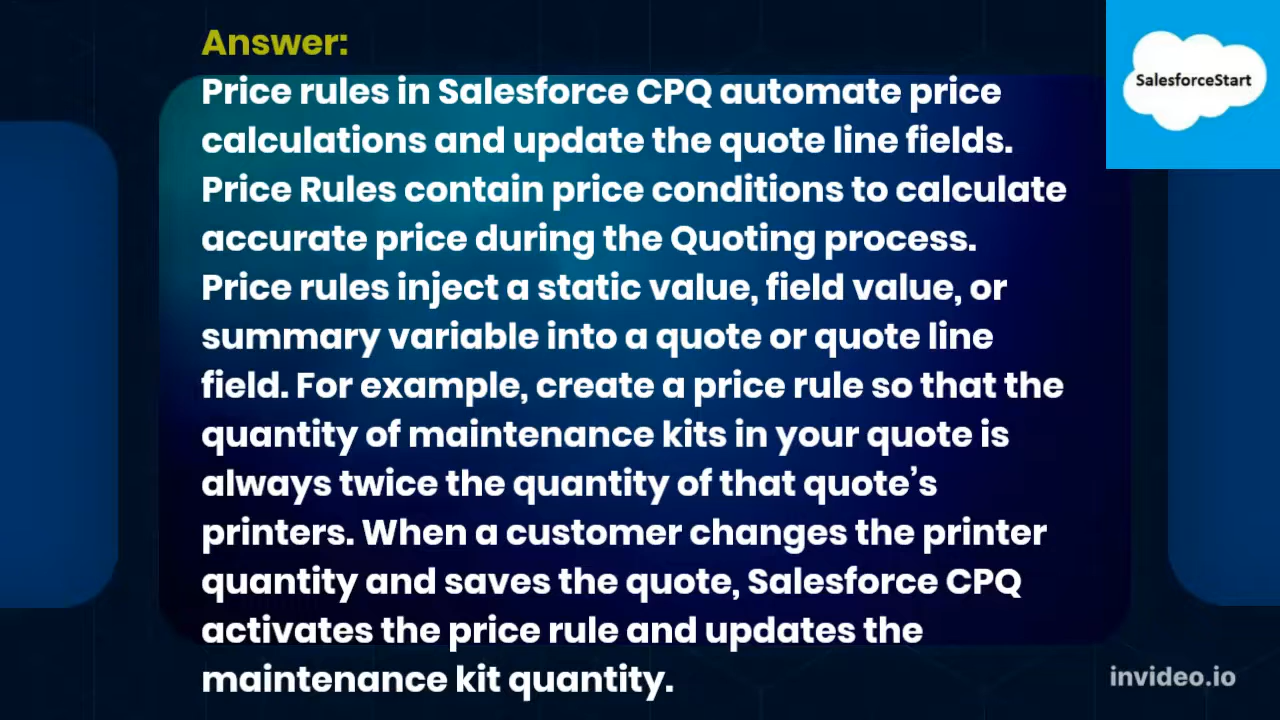 Answer:
SalesforceStart
Price rules in Salesforce CPQ automate price
calculations and update the quote line fields.
Price Rules contain price conditions to calculate
accurate price during the Quoting process.
Price rules inject a static value, field value, or
summary variable into a quote or quote line
field. For example, create a price rule so that the
quantity of maintenance kits in your quote is
always twice the quantity of that quote’s
printers. When a customer changes the printer
quantity and saves the quote, Salesforce CPQ
activates the price rule and updates the
maintenance kit quantity.
invideo.io